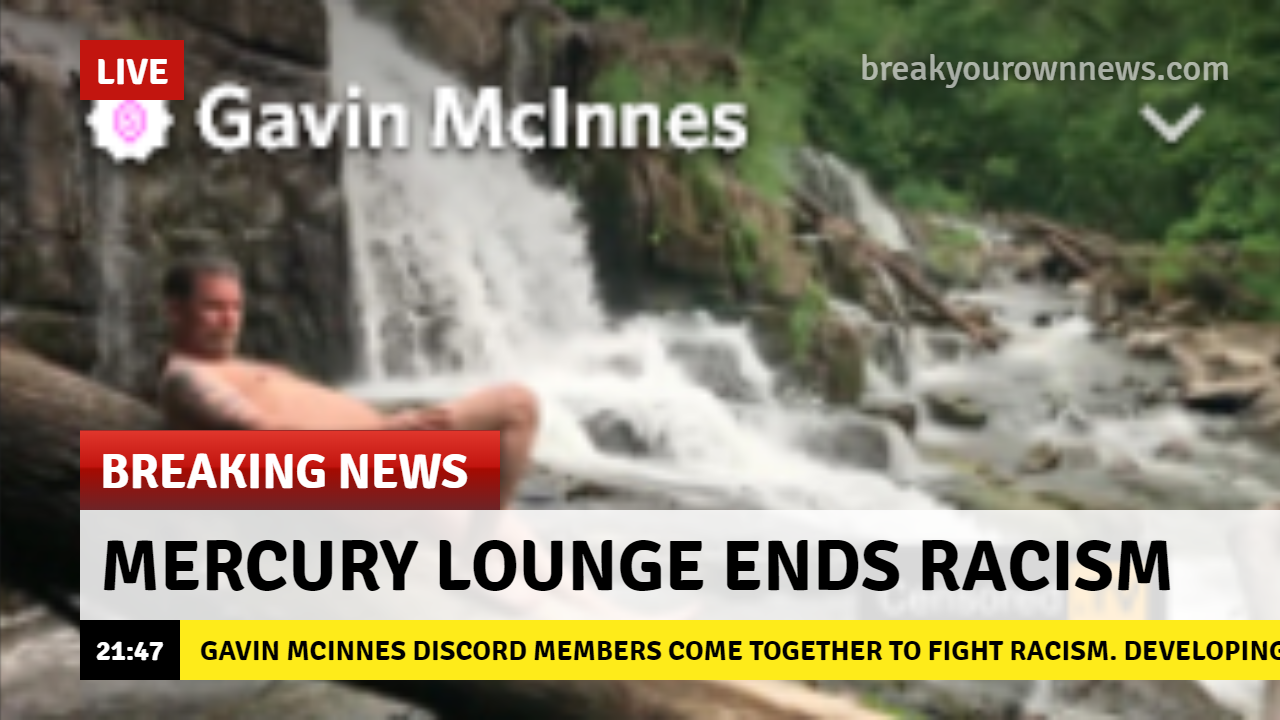 LIVE
breakyourownnews.com
Gavin McInnes
BREAKING NEWS
MERCURY LOUNGE ENDS RACISM
21:47
GAVIN MCINNES DISCORD MEMBERS COME TOGETHER TO FIGHT RACISM. DEVELOPING